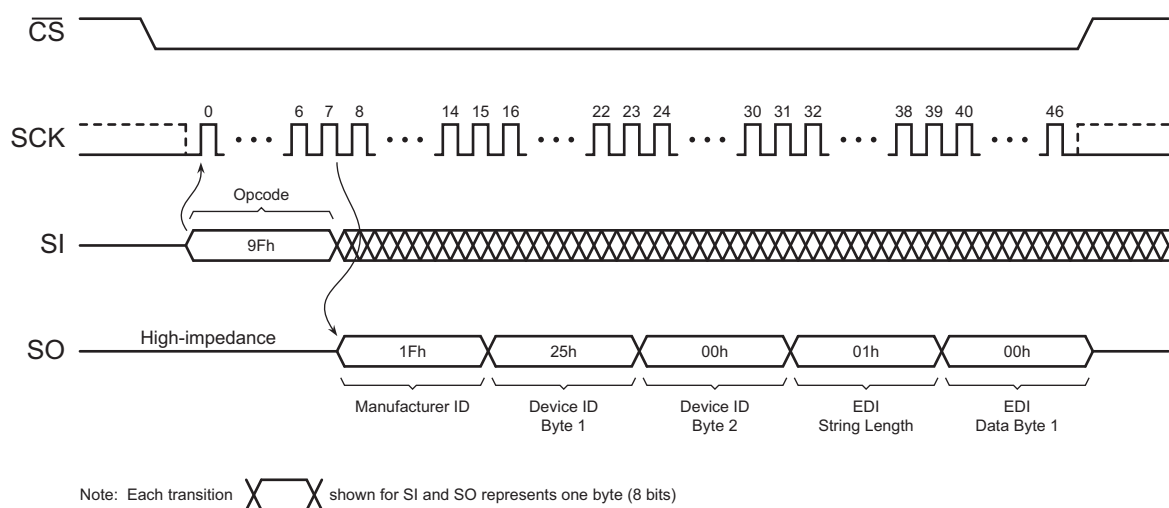 CS
0 6 7 8 14 15 16 22 23 24 30 31 32 38 39 40 46
SCK
Opcode
SI
9Fh
High-impedance
SO
1Fh 25h 00h 01h 00h
Manufacturer ID Device ID Device ID EDI EDI
Byte 1 Byte 2 String Length Data Byte 1
Note: Each transition shown for SI and SO represents one byte (8 bits)